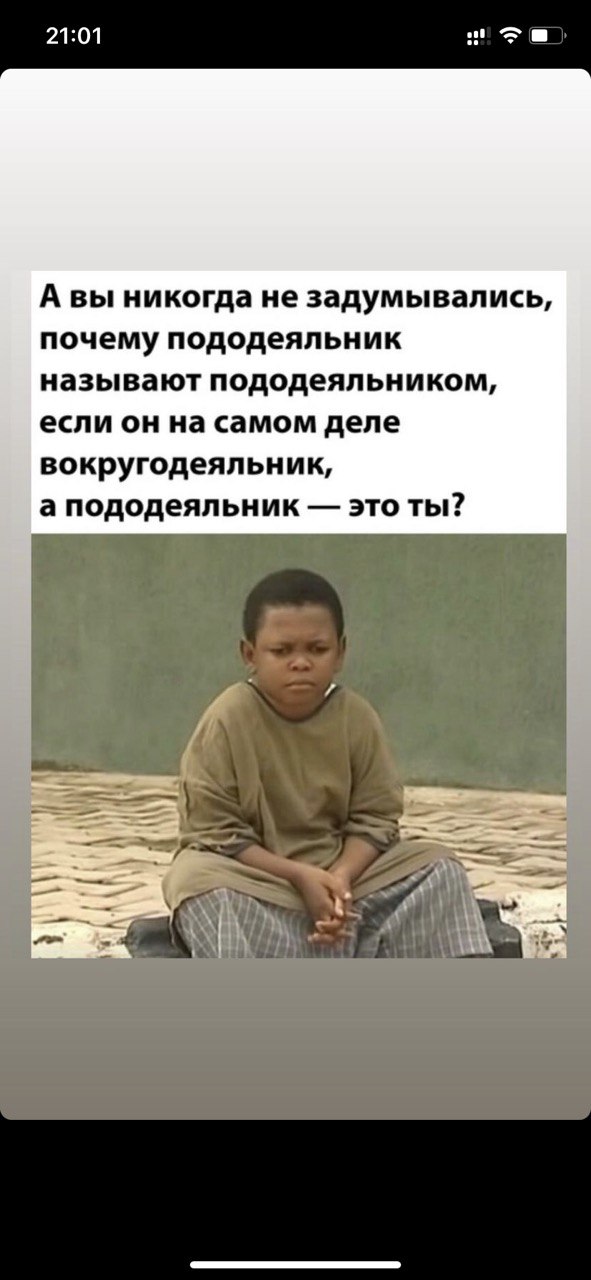 21:01
А вы никогда не задумывались,
почему пододеяльник
называют пододеяльником,
если он на самом деле
вокругодеяльник,
а пододеяльник — это ты?